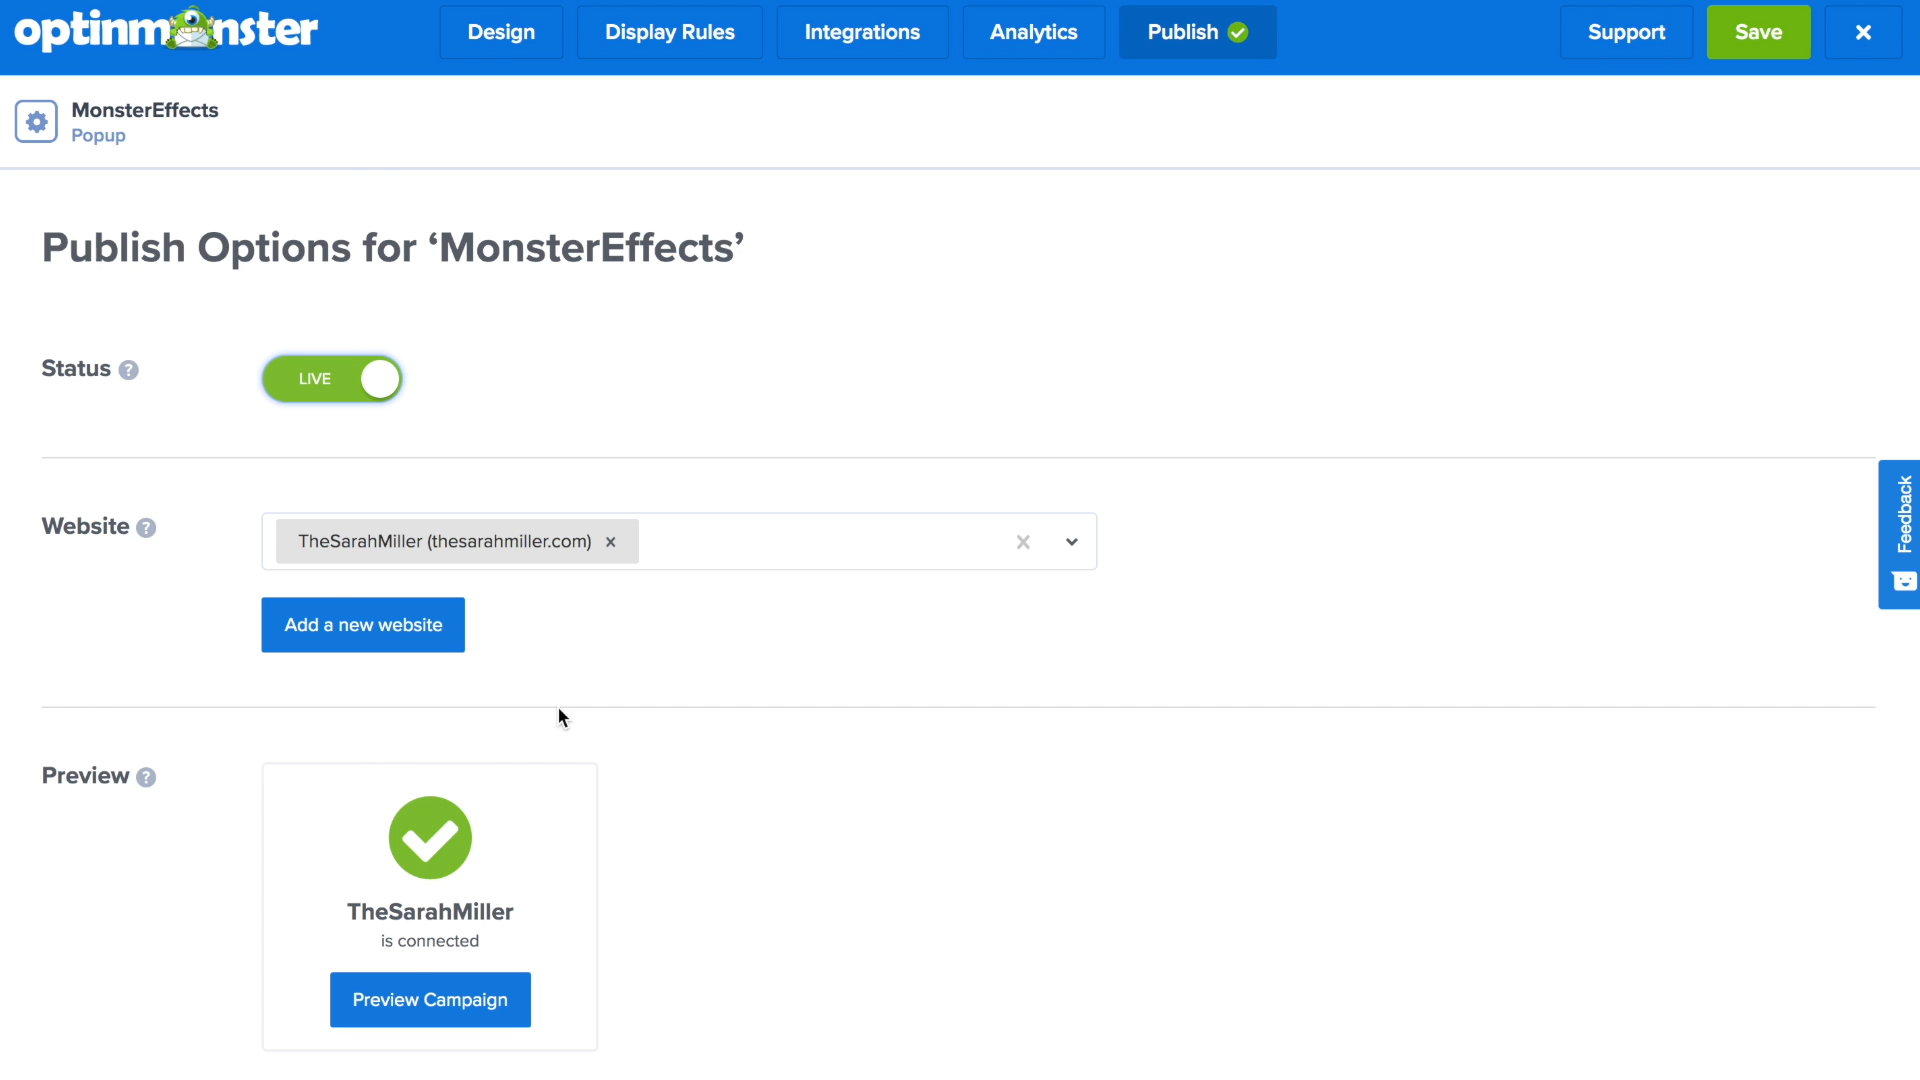 optinmonster
Design
Display Rules
Integrations
Analytics
Publish
Support
Save
MonsterEffects
Popup
Publish Options for ‘MonsterEffects’
Status ?
LIVE
Website ?
TheSarahMiller (thesarahmiller.com) ×
Add a new website
Feedback
Preview ?
TheSarahMiller
is connected
Preview Campaign